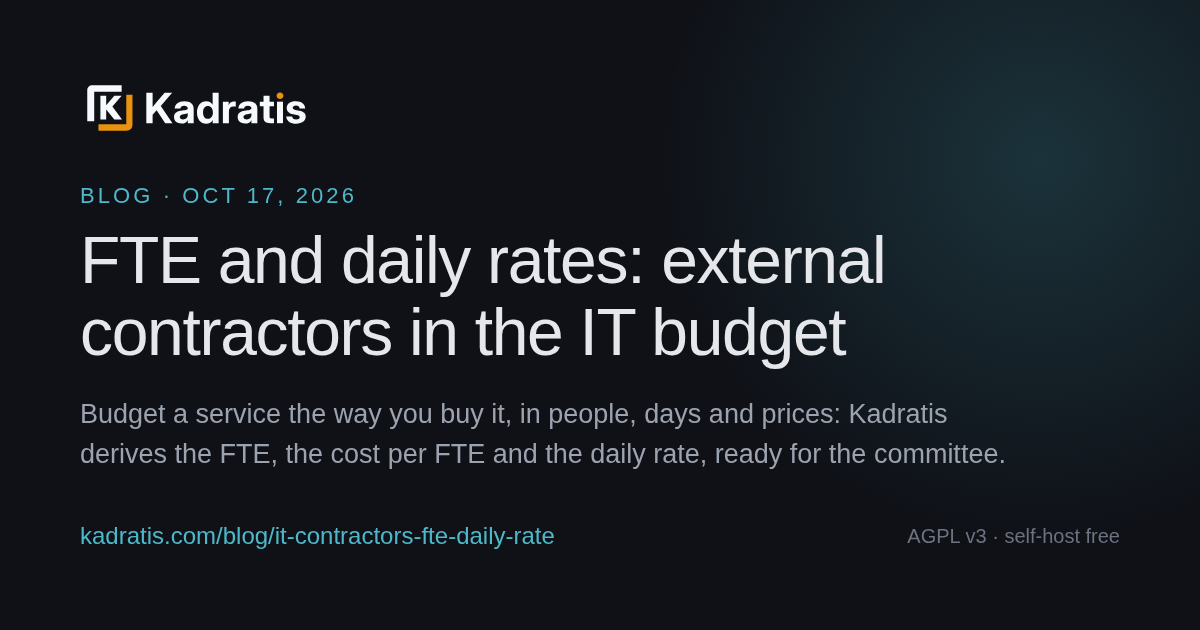 K Kadratis
BLOG · OCT 17, 2026
FTE and daily rates: external
contractors in the IT budget
Budget a service the way you buy it, in people, days and prices: Kadratis
derives the FTE, the cost per FTE and the daily rate, ready for the committee.
kadratis.com/blog/it-contractors-fte-daily-rate
AGPL v3 · self-host free